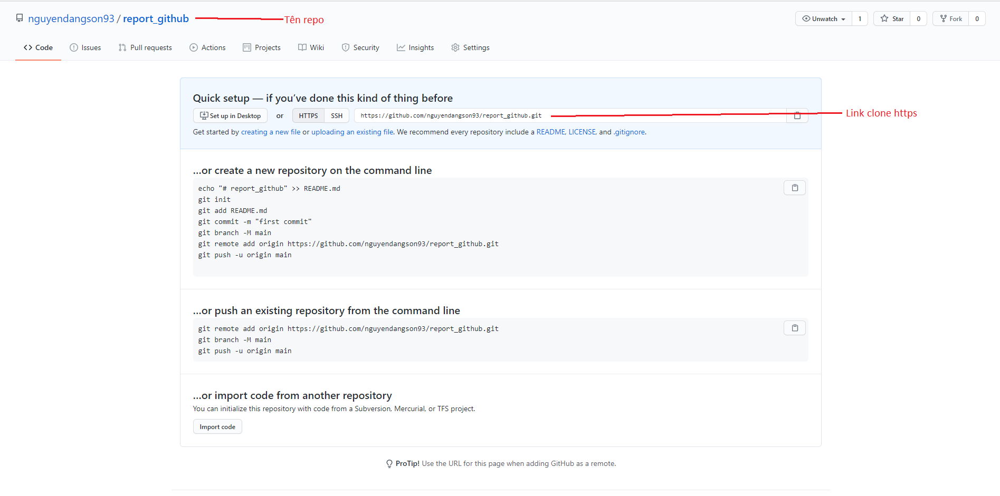 nguyendangson93 / report_github Tên repo Unwatch 1 Star 0 Fork 0
Code Issues Pull requests Actions Projects Wiki Security Insights Settings
Quick setup — if you’ve done this kind of thing before
Set up in Desktop or HTTPS SSH https://github.com/nguyendangson93/report_github.git Link clone https
Get started by creating a new file or uploading an existing file. We recommend every repository include a README, LICENSE, and .gitignore.
…or create a new repository on the command line
echo "# report_github" >> README.md
git init
git add README.md
git commit -m "first commit"
git branch -M main
git remote add origin https://github.com/nguyendangson93/report_github.git
git push -u origin main
…or push an existing repository from the command line
git remote add origin https://github.com/nguyendangson93/report_github.git
git branch -M main
git push -u origin main
…or import code from another repository
You can initialize this repository with code from a Subversion, Mercurial, or TFS project.
Import code
ProTip! Use the URL for this page when adding GitHub as a remote.